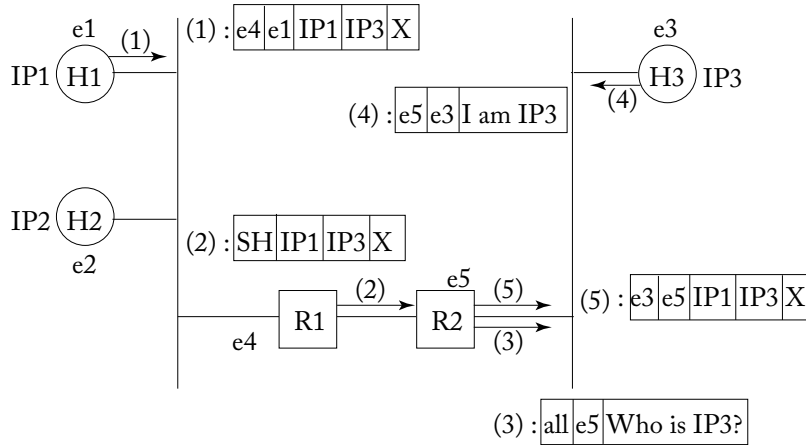 e1
(1)
IP1 H1
(1) : e4 e1 IP1 IP3 X
e3
H3 IP3
(4)
(4) : e5 e3 I am IP3
IP2 H2
e2
(2) : SH IP1 IP3 X
e4 R1
(2)
e5
R2
(5)
(3)
(5) : e3 e5 IP1 IP3 X
(3) : all e5 Who is IP3?